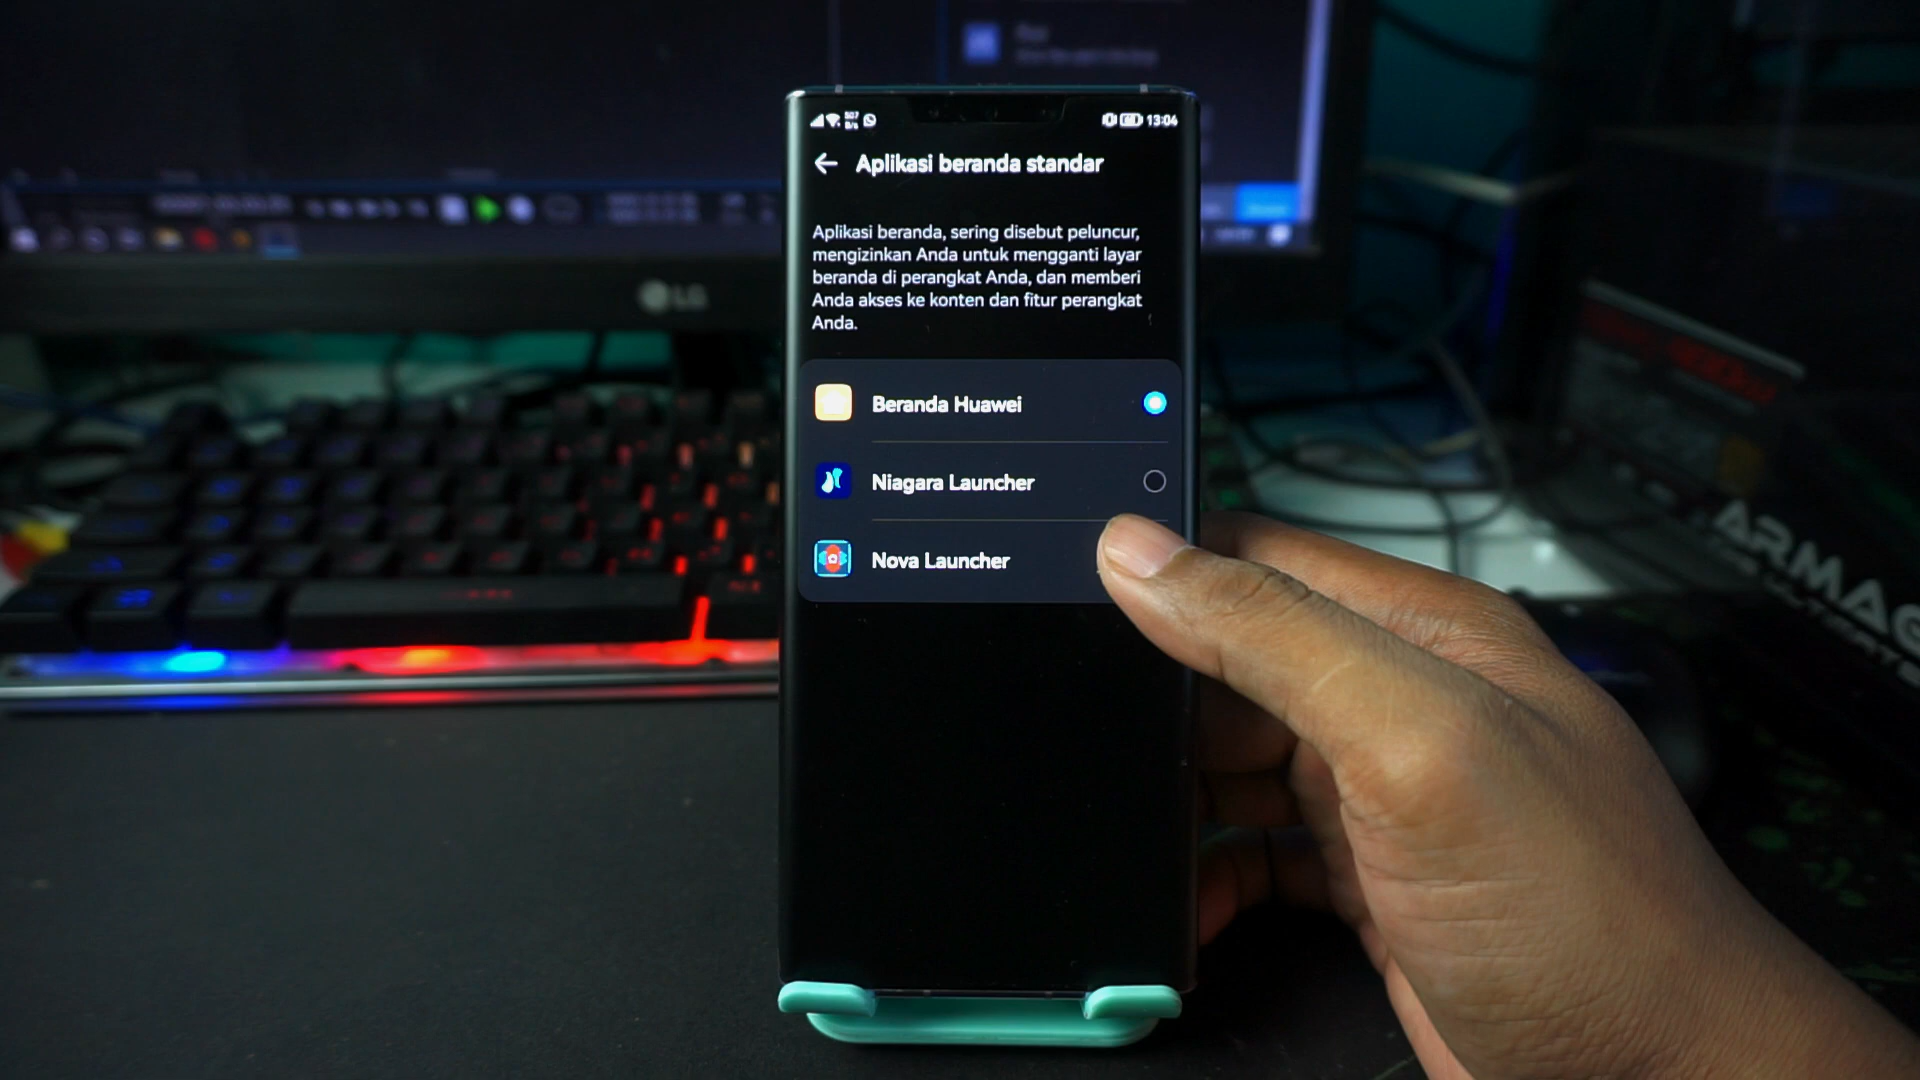 13:04
Aplikasi beranda standar
Aplikasi beranda, sering disebut peluncur,
mengizinkan Anda untuk mengganti layar
beranda di perangkat Anda, dan memberi
Anda akses ke konten dan fitur perangkat
Anda.
Beranda Huawei
Niagara Launcher
Nova Launcher
LG